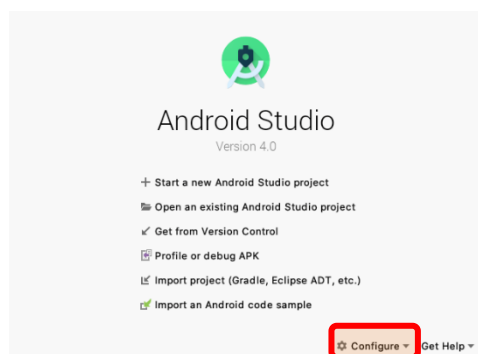 Android Studio
Version 4.0
Start a new Android Studio project
Open an existing Android Studio project
Get from Version Control
Profile or debug APK
Import project (Gradle, Eclipse ADT, etc.)
Import an Android code sample
Configure Get Help